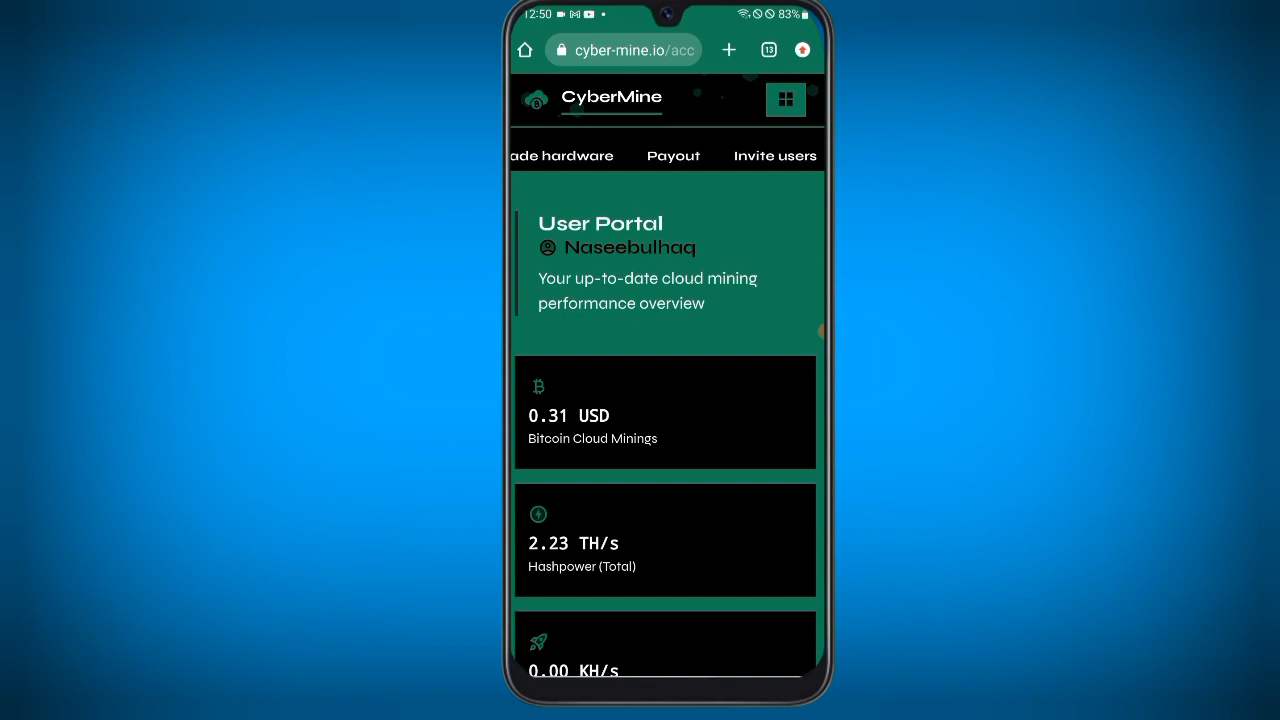 12:50
83%
cyber-mine.io/acc
13
CyberMine
ade hardware Payout Invite users
User Portal
Naseebulhaq
Your up-to-date cloud mining
performance overview
0.31 USD
Bitcoin Cloud Minings
2.23 TH/s
Hashpower (Total)
0.00 KH/s